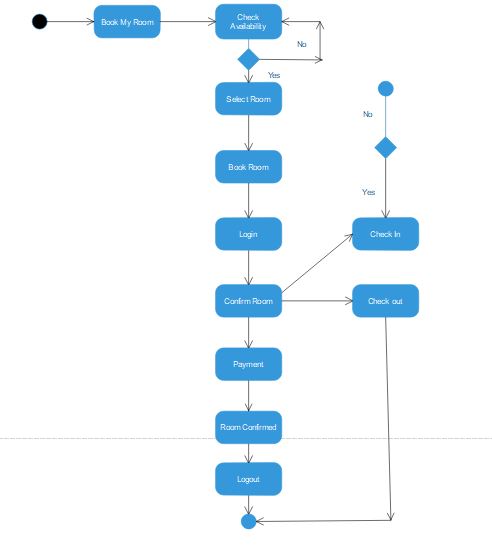 Book My Room
Check
Availability
No
Yes
Select Room
No
Book Room
Yes
Login
Check In
Confirm Room
Check out
Payment
Room Confirmed
Logout